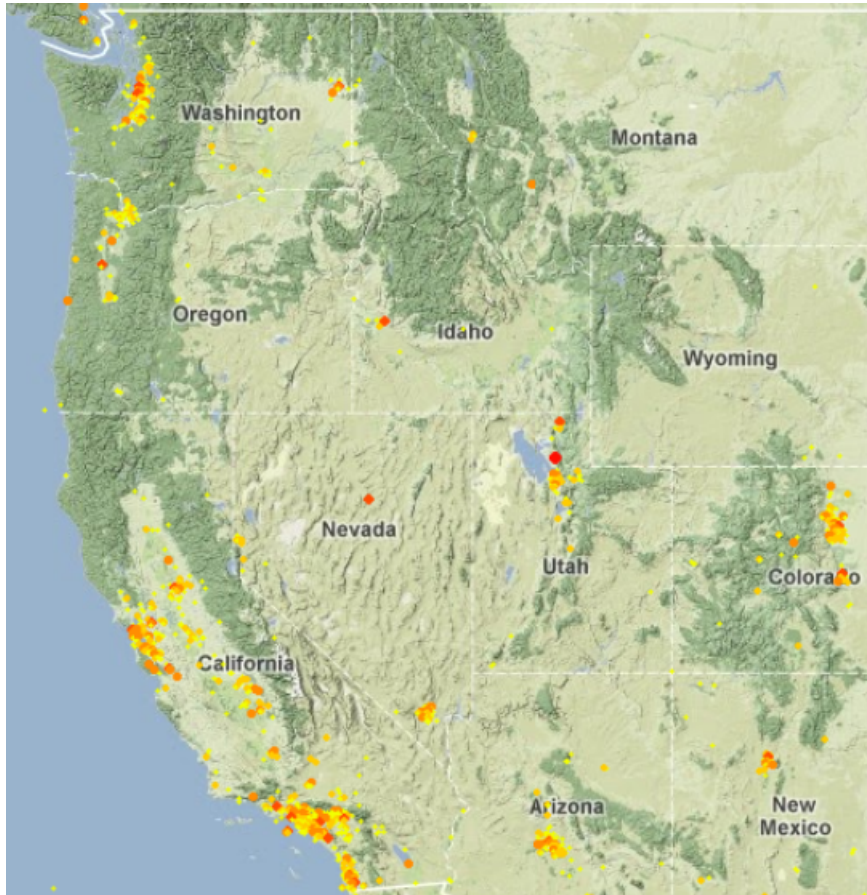 Washington
Montana
Oregon
Idaho
Wyoming
Nevada
Utah
Colorado
California
Arizona
New
Mexico